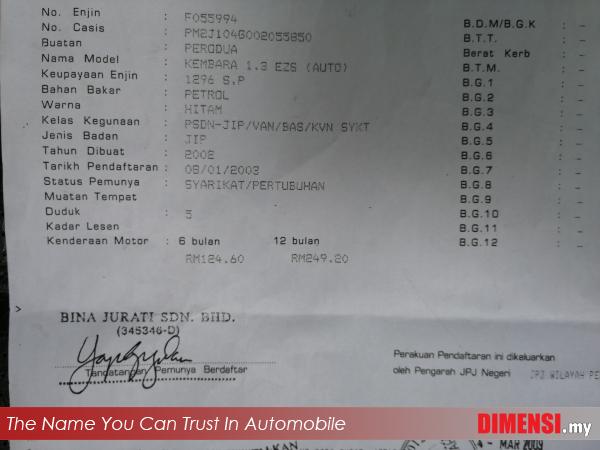 No. Enjin : F055994
No. Casis : PM2J104G002055850
Buatan : PERODUA
Nama Model : KEMBARA 1.3 EZS (AUTO)
Keupayaan Enjin : 1296 S.P
Bahan Bakar : PETROL
Warna : HITAM
Kelas Kegunaan : PSDN-JIP/VAN/BAS/KVN SYKT
Jenis Badan : JIP
Tahun Dibuat : 2002
Tarikh Pendaftaran : 08/01/2003
Status Pemunya : SYARIKAT/PERTUBUHAN
Muatan Tempat
Duduk : 5
Kadar Lesen
Kenderaan Motor : 6 bulan 12 bulan
RM124.60 RM249.20
B.D.M/B.G.K : -
B.T.T. : -
Berat Kerb : -
B.T.M. : -
B.G.1 : -
B.G.2 : -
B.G.3 : -
B.G.4 : -
B.G.5 : -
B.G.6 : -
B.G.7 : -
B.G.8 : -
B.G.9 : -
B.G.10 : -
B.G.11 : -
B.G.12 : -
BINA JURATI SDN. BHD.
(345346-D)
Tandatangan Pemunya Berdaftar
Perakuan Pendaftaran ini dikeluarkan
oleh Pengarah JPJ Negeri JPJ WILAYAH PE
The Name You Can Trust In Automobile
DIMENSI.my
MAR 2009